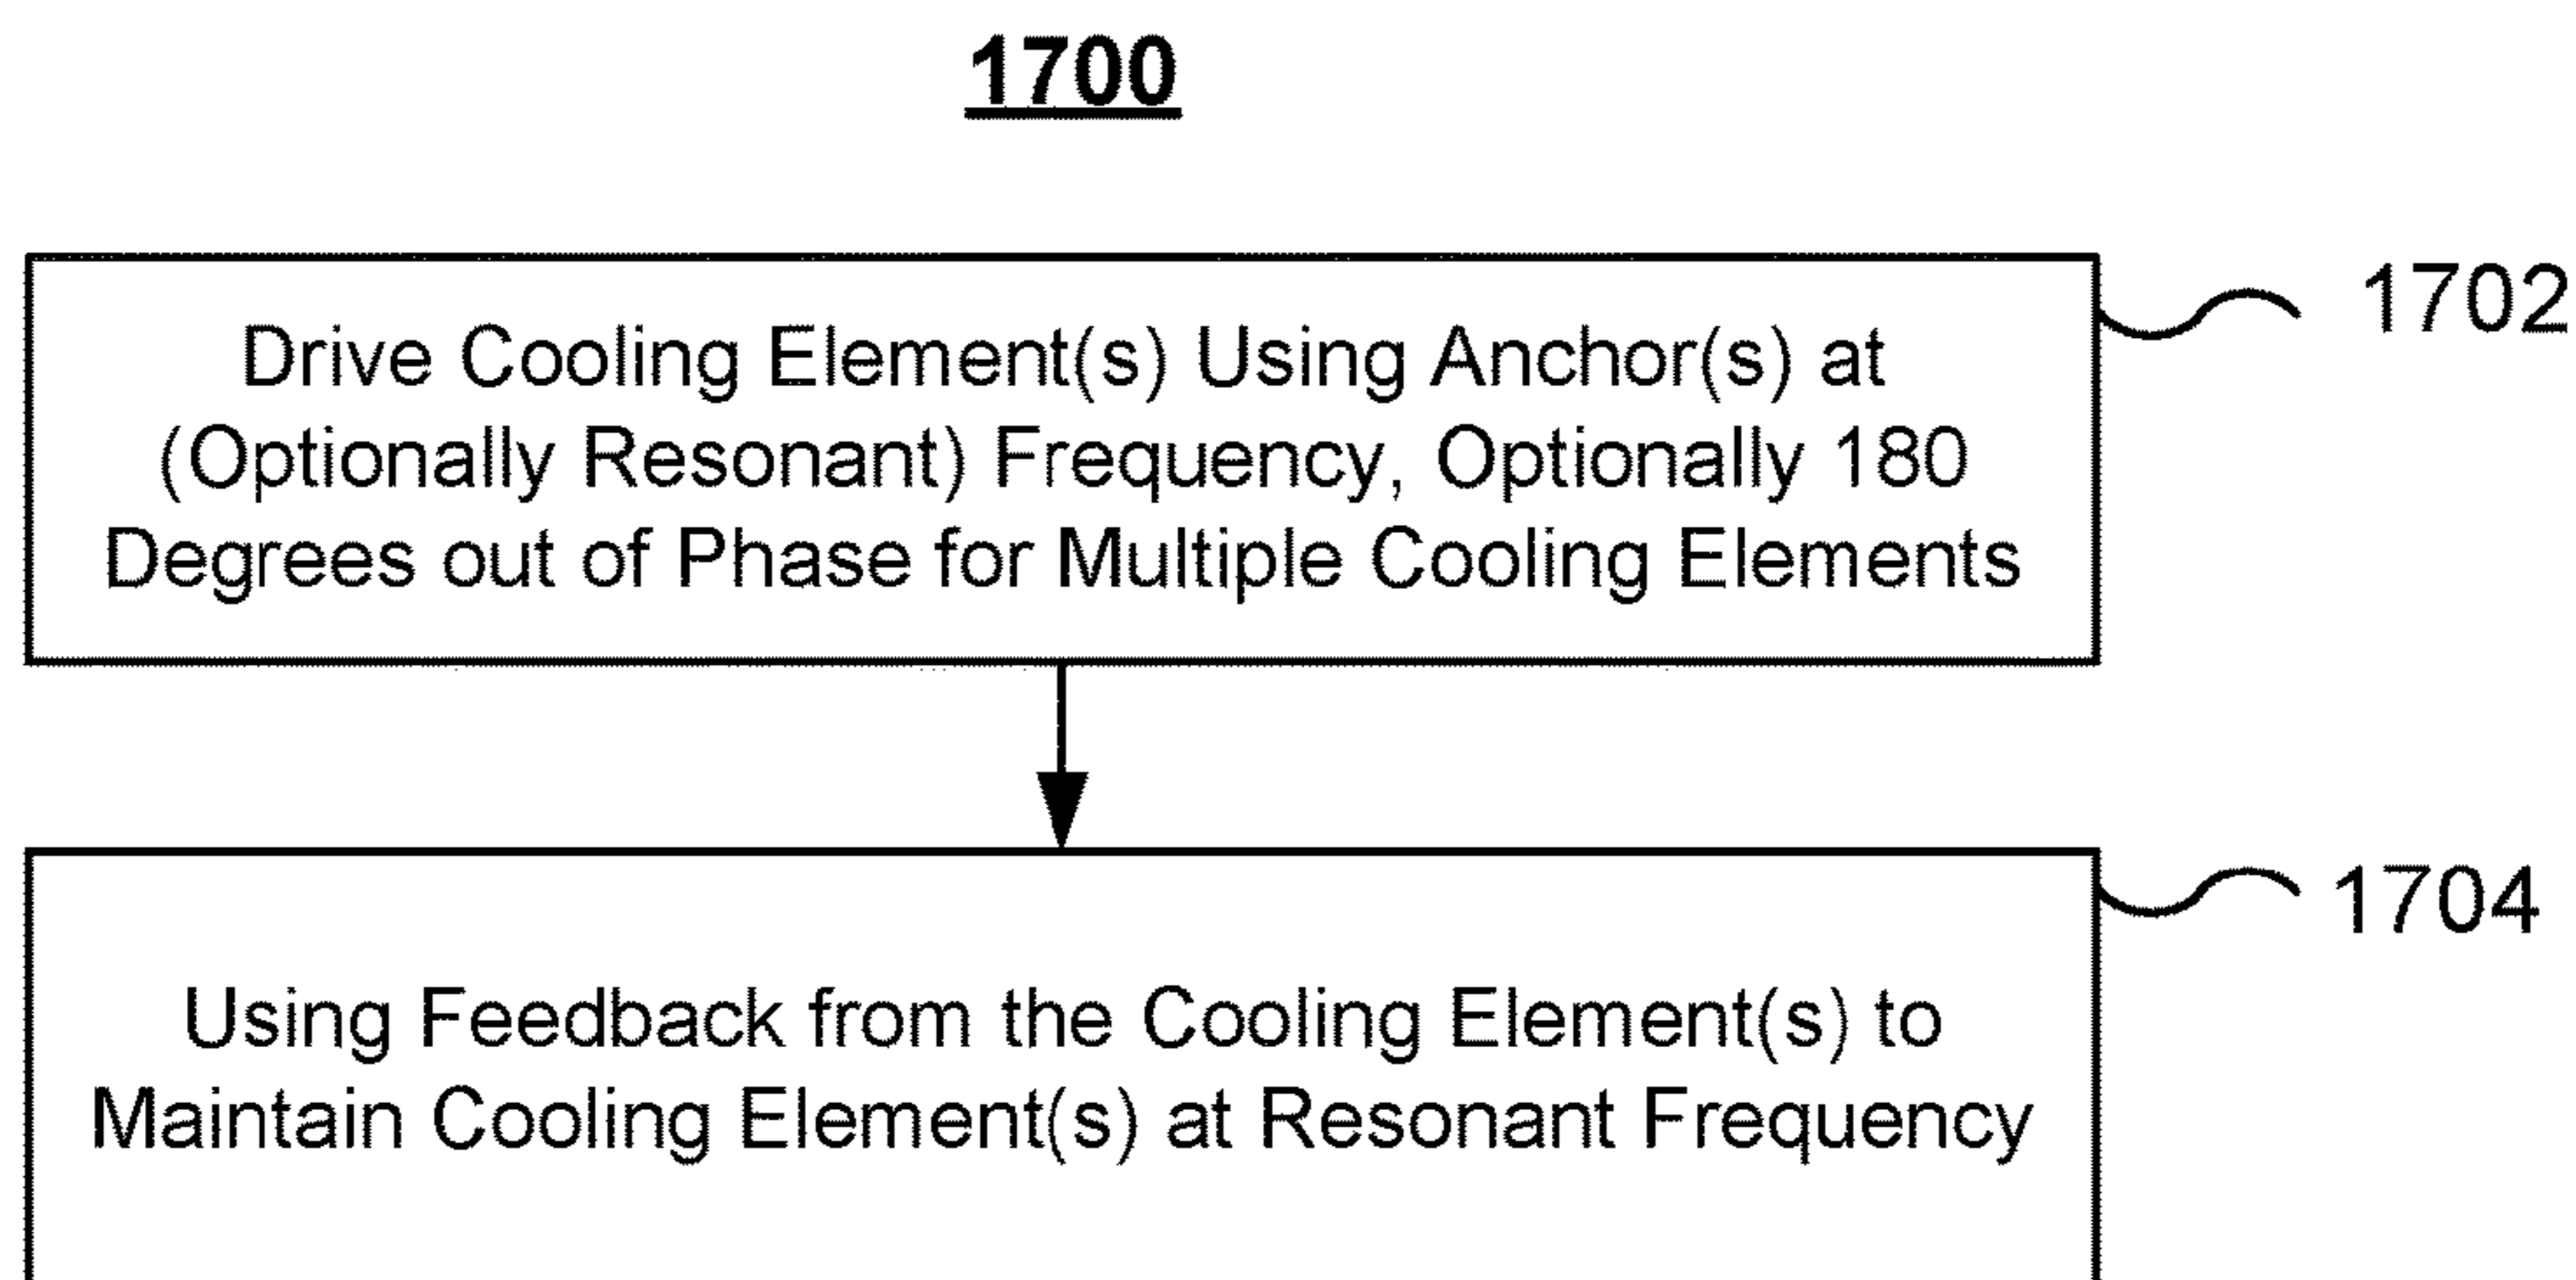 1700
Drive Cooling Element(s) Using Anchor(s) at
(Optionally Resonant) Frequency, Optionally 180
Degrees out of Phase for Multiple Cooling Elements
1702
Using Feedback from the Cooling Element(s) to
Maintain Cooling Element(s) at Resonant Frequency
1704